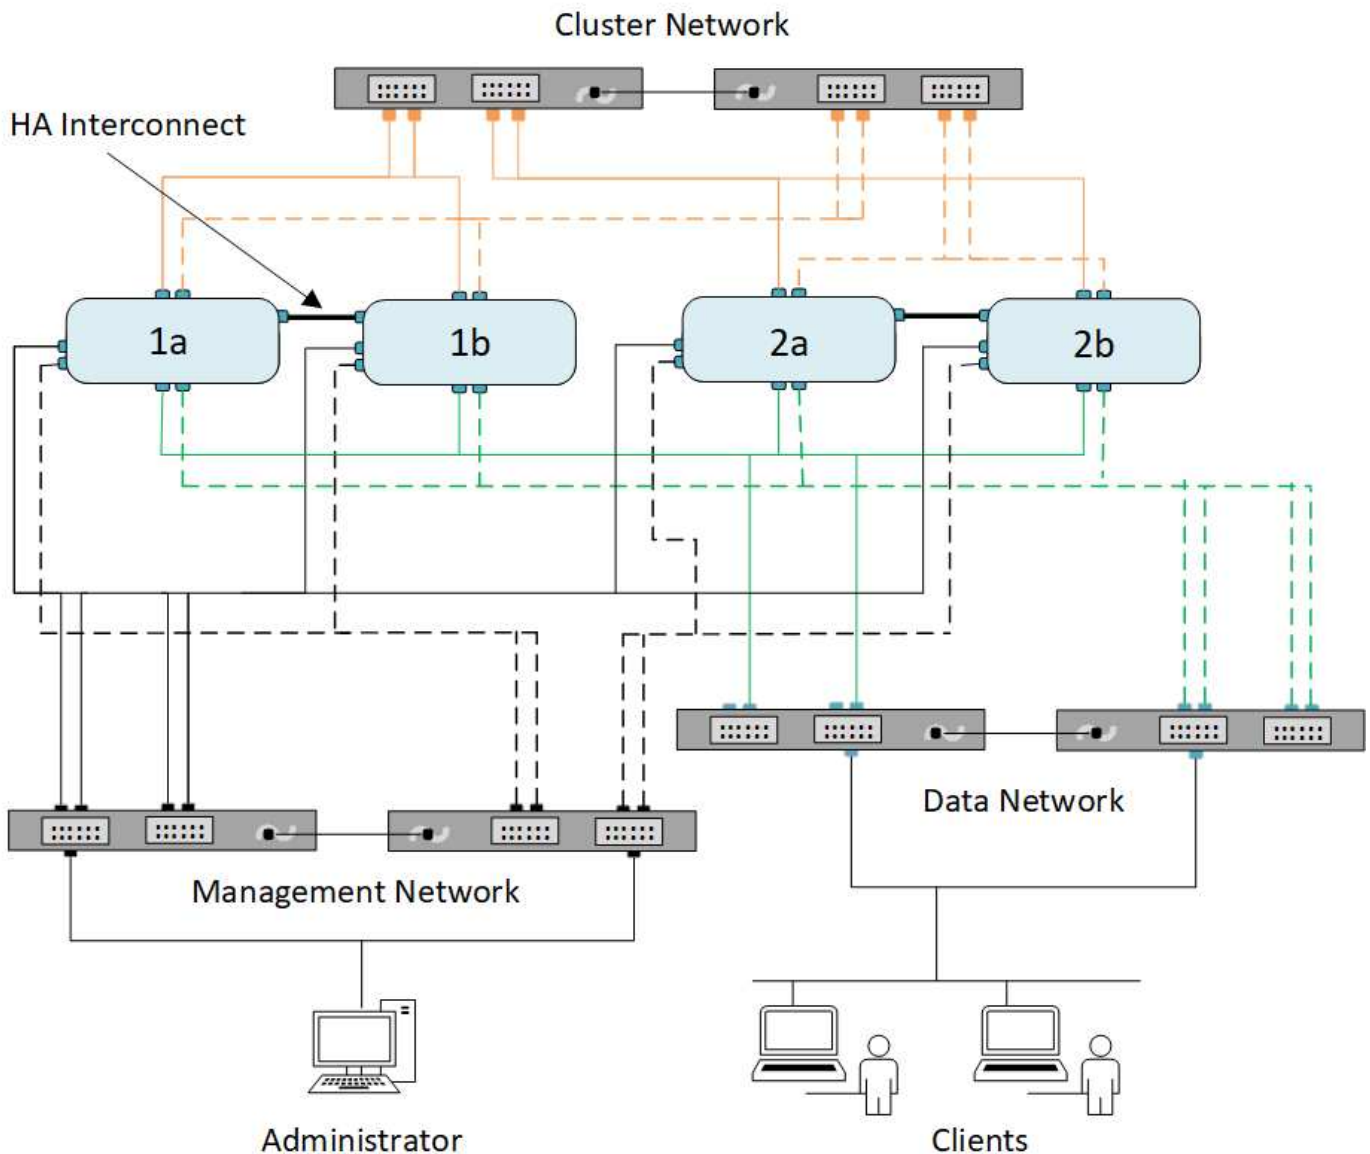 Cluster Network
HA Interconnect
1a
1b
2a
2b
Data Network
Management Network
Administrator
Clients